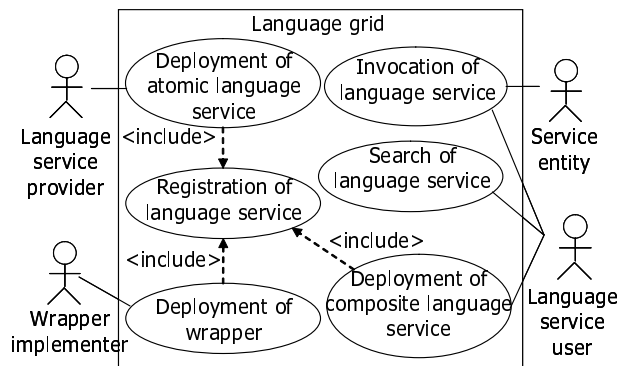 Language grid
Deployment of
atomic language
service
Invocation of
language service
Language
service
provider
<include>
Service
entity
Search of
language service
Registration of
language service
<include>
<include>
Wrapper
implementer
Deployment of
wrapper
Deployment of
composite language
service
Language
service
user